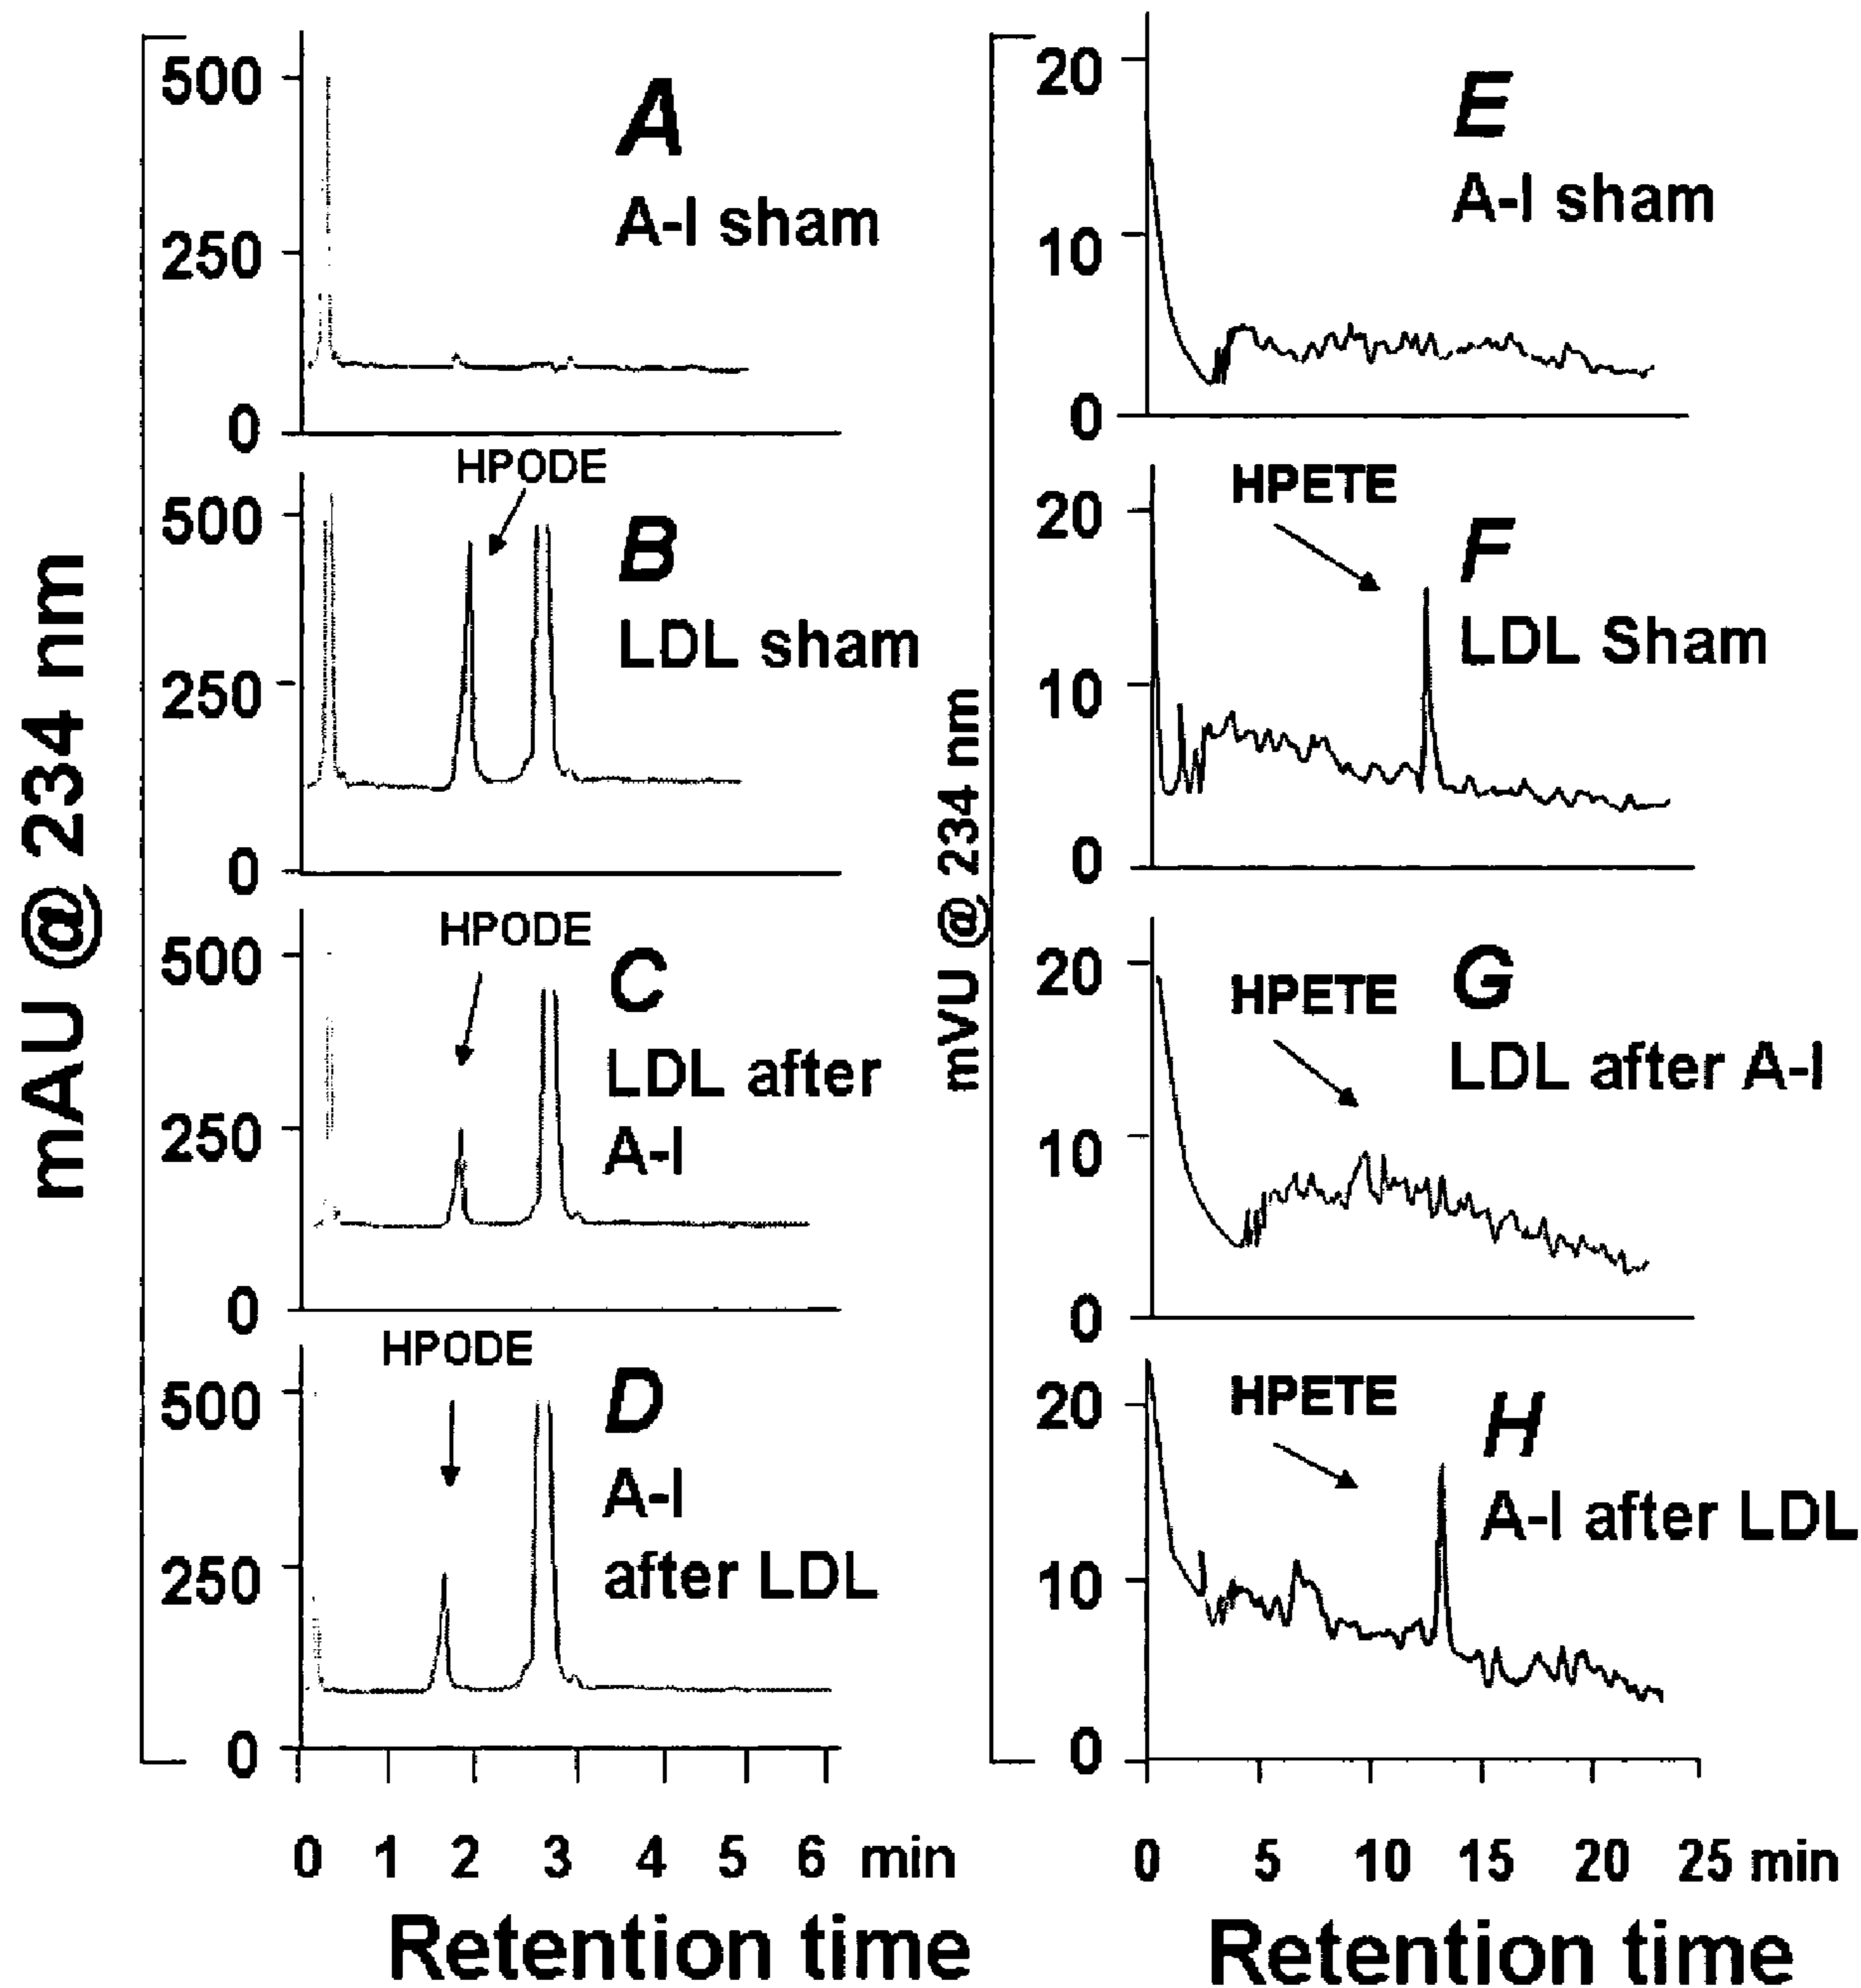 mAU @ 234 nm
500
250
0
A
A-I sham
HPODE
500
250
0
B
LDL sham
HPODE
500
250
0
C
LDL after
A-I
HPODE
500
250
0
D
A-I
after LDL
0 1 2 3 4 5 6 min
Retention time
mVU @ 234 nm
20
10
0
E
A-I sham
HPETE
20
10
0
F
LDL Sham
HPETE
20
10
0
G
LDL after A-I
HPETE
20
10
0
H
A-I after LDL
0 5 10 15 20 25 min
Retention time